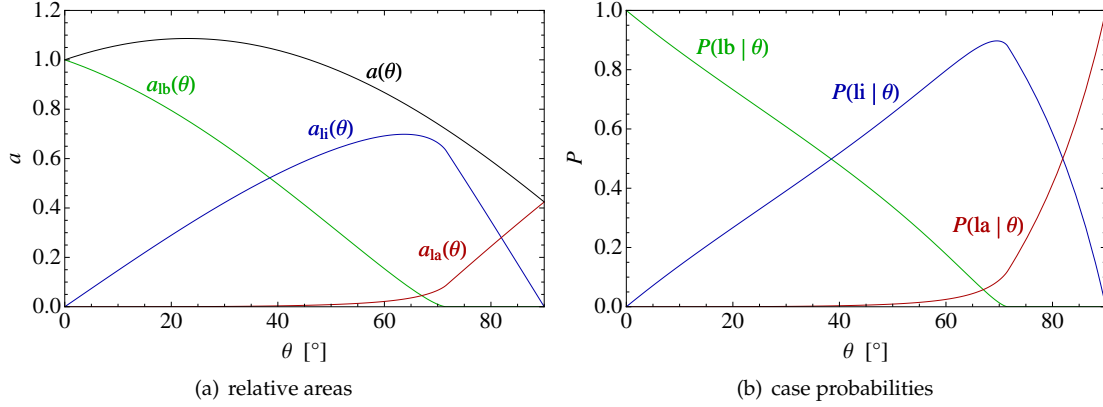 1.2
1.0
0.8
0.6
0.4
0.2
0.0
a
a(θ)
a_lb(θ)
a_li(θ)
a_la(θ)
0 20 40 60 80
θ [°]
(a) relative areas
1.0
0.8
0.6
0.4
0.2
0.0
P
P(lb | θ)
P(li | θ)
P(la | θ)
0 20 40 60 80
θ [°]
(b) case probabilities